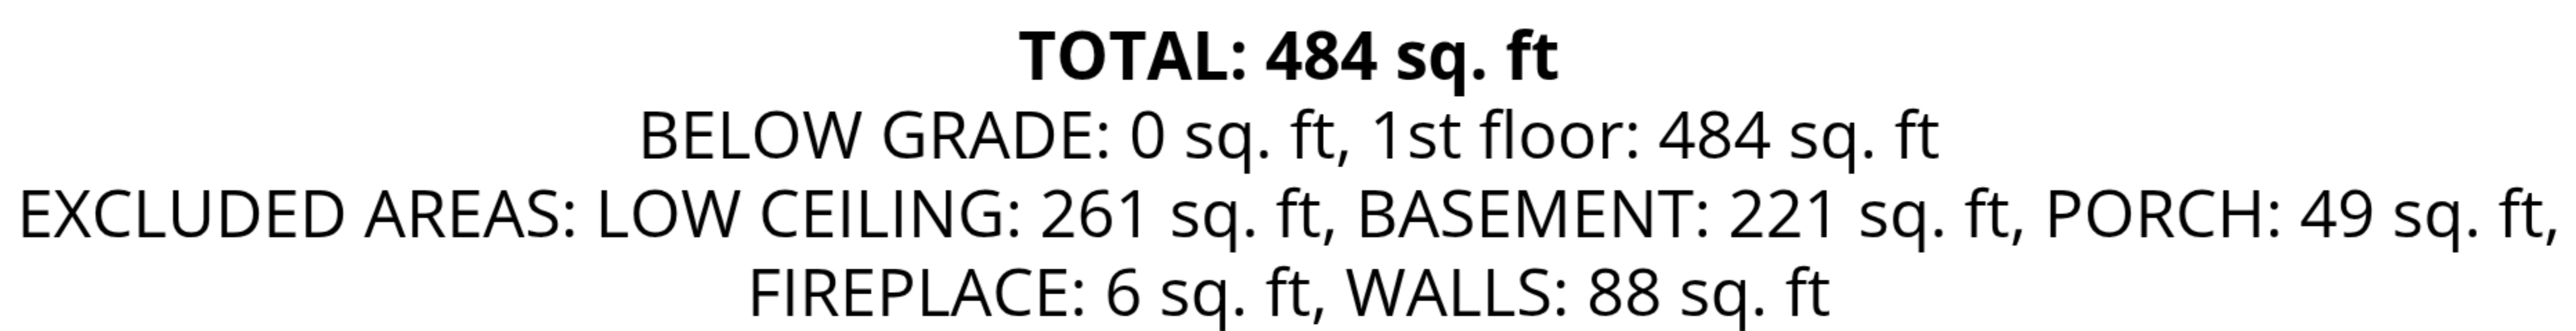 TOTAL: 484 sq. ft
BELOW GRADE: 0 sq. ft, 1st floor: 484 sq. ft
EXCLUDED AREAS: LOW CEILING: 261 sq. ft, BASEMENT: 221 sq. ft, PORCH: 49 sq. ft,
FIREPLACE: 6 sq. ft, WALLS: 88 sq. ft